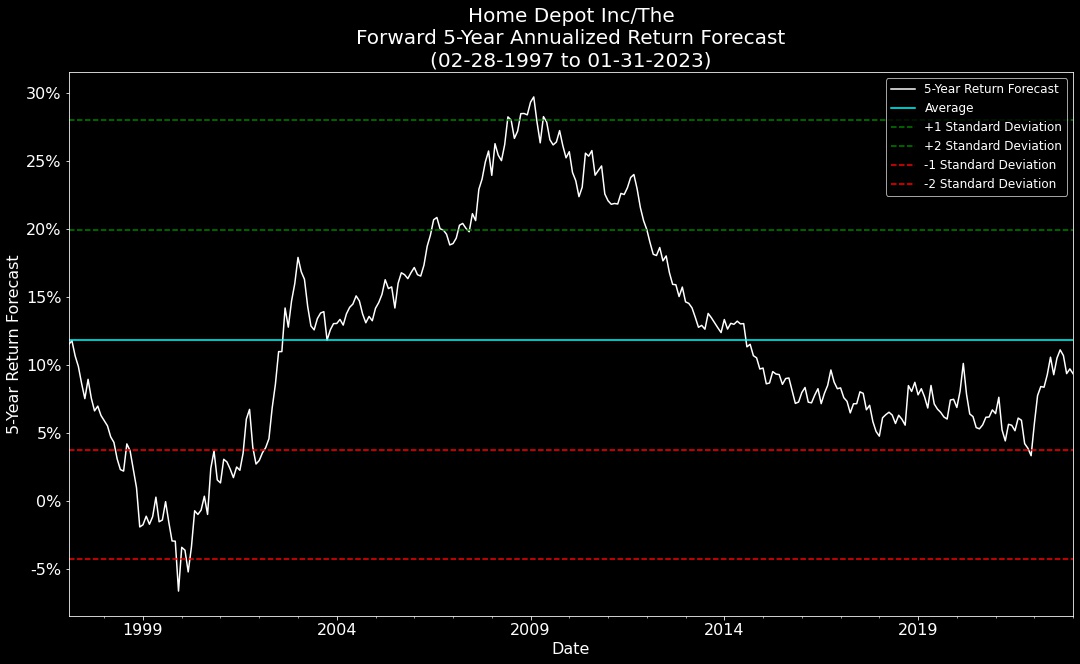 Home Depot Inc/The
Forward 5-Year Annualized Return Forecast
(02-28-1997 to 01-31-2023)
5-Year Return Forecast
Average
+1 Standard Deviation
+2 Standard Deviation
-1 Standard Deviation
-2 Standard Deviation
30%
25%
20%
15%
10%
5%
0%
-5%
5-Year Return Forecast
1999
2004
2009
2014
2019
Date